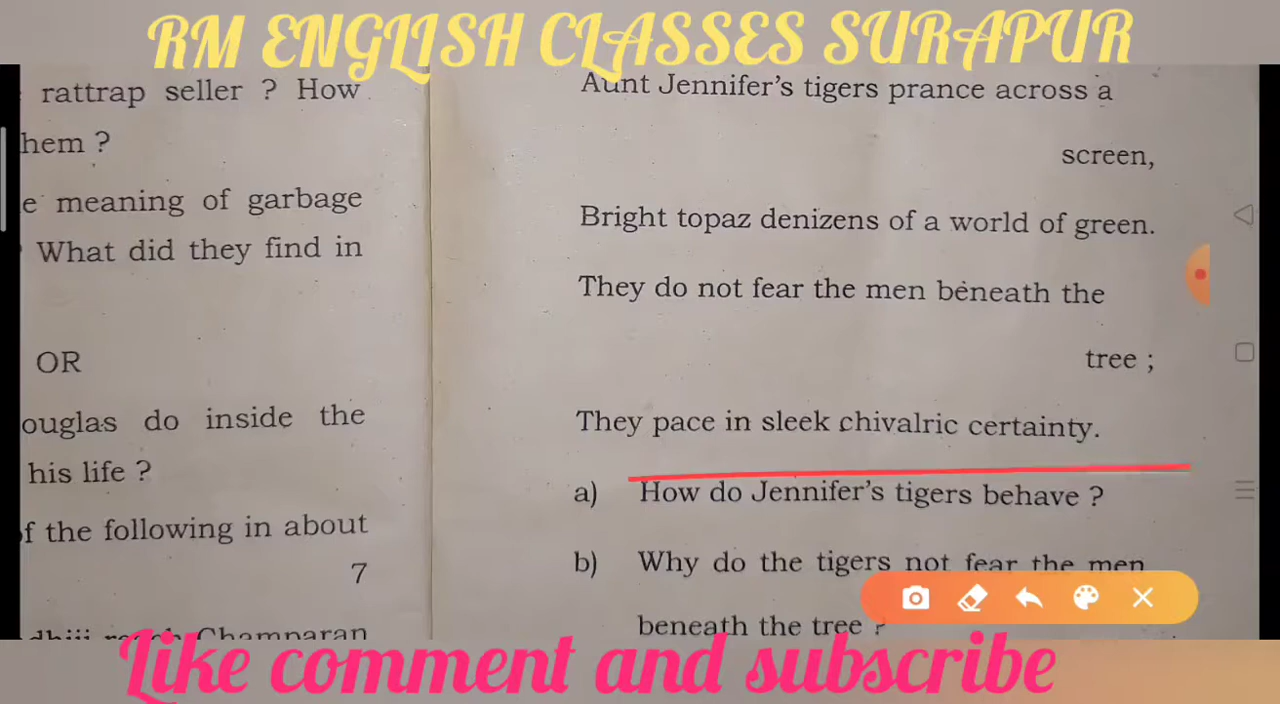 RM ENGLISH CLASSES SURAPUR
rattrap seller ? How
hem ?
e meaning of garbage
What did they find in
OR
ouglas do inside the
his life ?
f the following in about
7
Champaran
Aunt Jennifer's tigers prance across a
screen,
Bright topaz denizens of a world of green.
They do not fear the men beneath the
tree ;
They pace in sleek chivalric certainty.
a) How do Jennifer's tigers behave ?
b) Why do the tigers not fear the men
beneath the tree ?
Like comment and subscribe